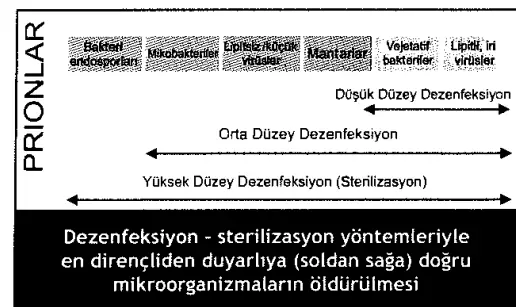 PRIONLAR
Bakteri endosporları
Mikobakteriler
Lipitsiz/küçük virüsler
Mantarlar
Vejetatif bakteriler
Lipitli, iri virüsler
Düşük Düzey Dezenfeksiyon
Orta Düzey Dezenfeksiyon
Yüksek Düzey Dezenfeksiyon (Sterilizasyon)
Dezenfeksiyon - sterilizasyon yöntemleriyle
en dirençliden duyarlıya (soldan sağa) doğru
mikroorganizmaların öldürülmesi